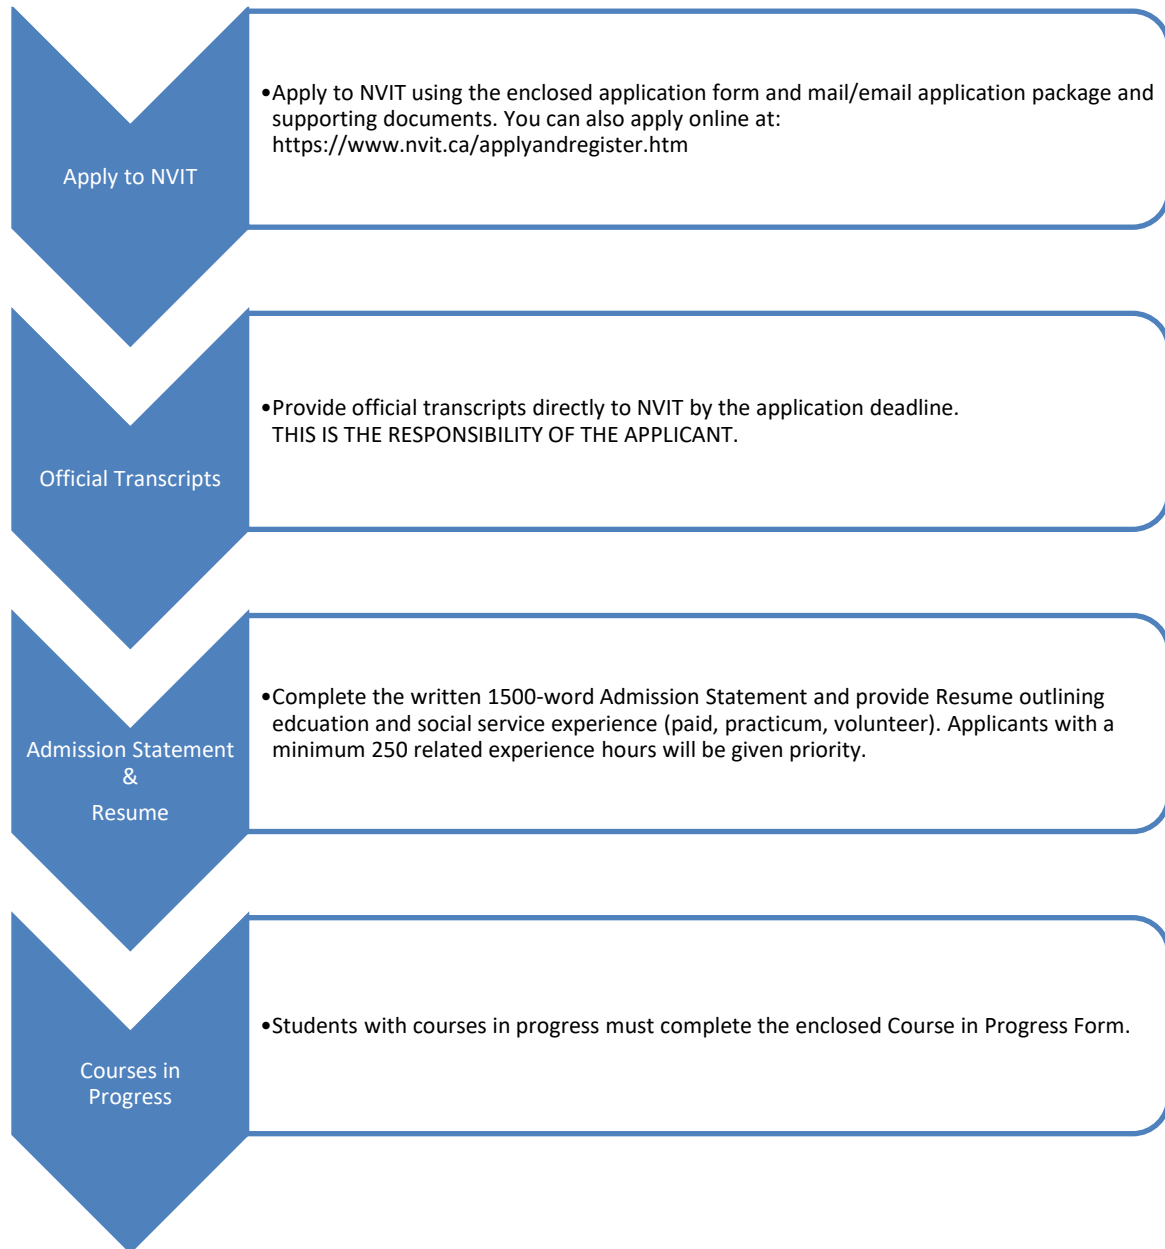 Apply to NVIT
•Apply to NVIT using the enclosed application form and mail/email application package and
supporting documents. You can also apply online at:
https://www.nvit.ca/applyandregister.htm
Official Transcripts
•Provide official transcripts directly to NVIT by the application deadline.
THIS IS THE RESPONSIBILITY OF THE APPLICANT.
Admission Statement
&
Resume
•Complete the written 1500-word Admission Statement and provide Resume outlining
edcuation and social service experience (paid, practicum, volunteer). Applicants with a
minimum 250 related experience hours will be given priority.
Courses in
Progress
•Students with courses in progress must complete the enclosed Course in Progress Form.